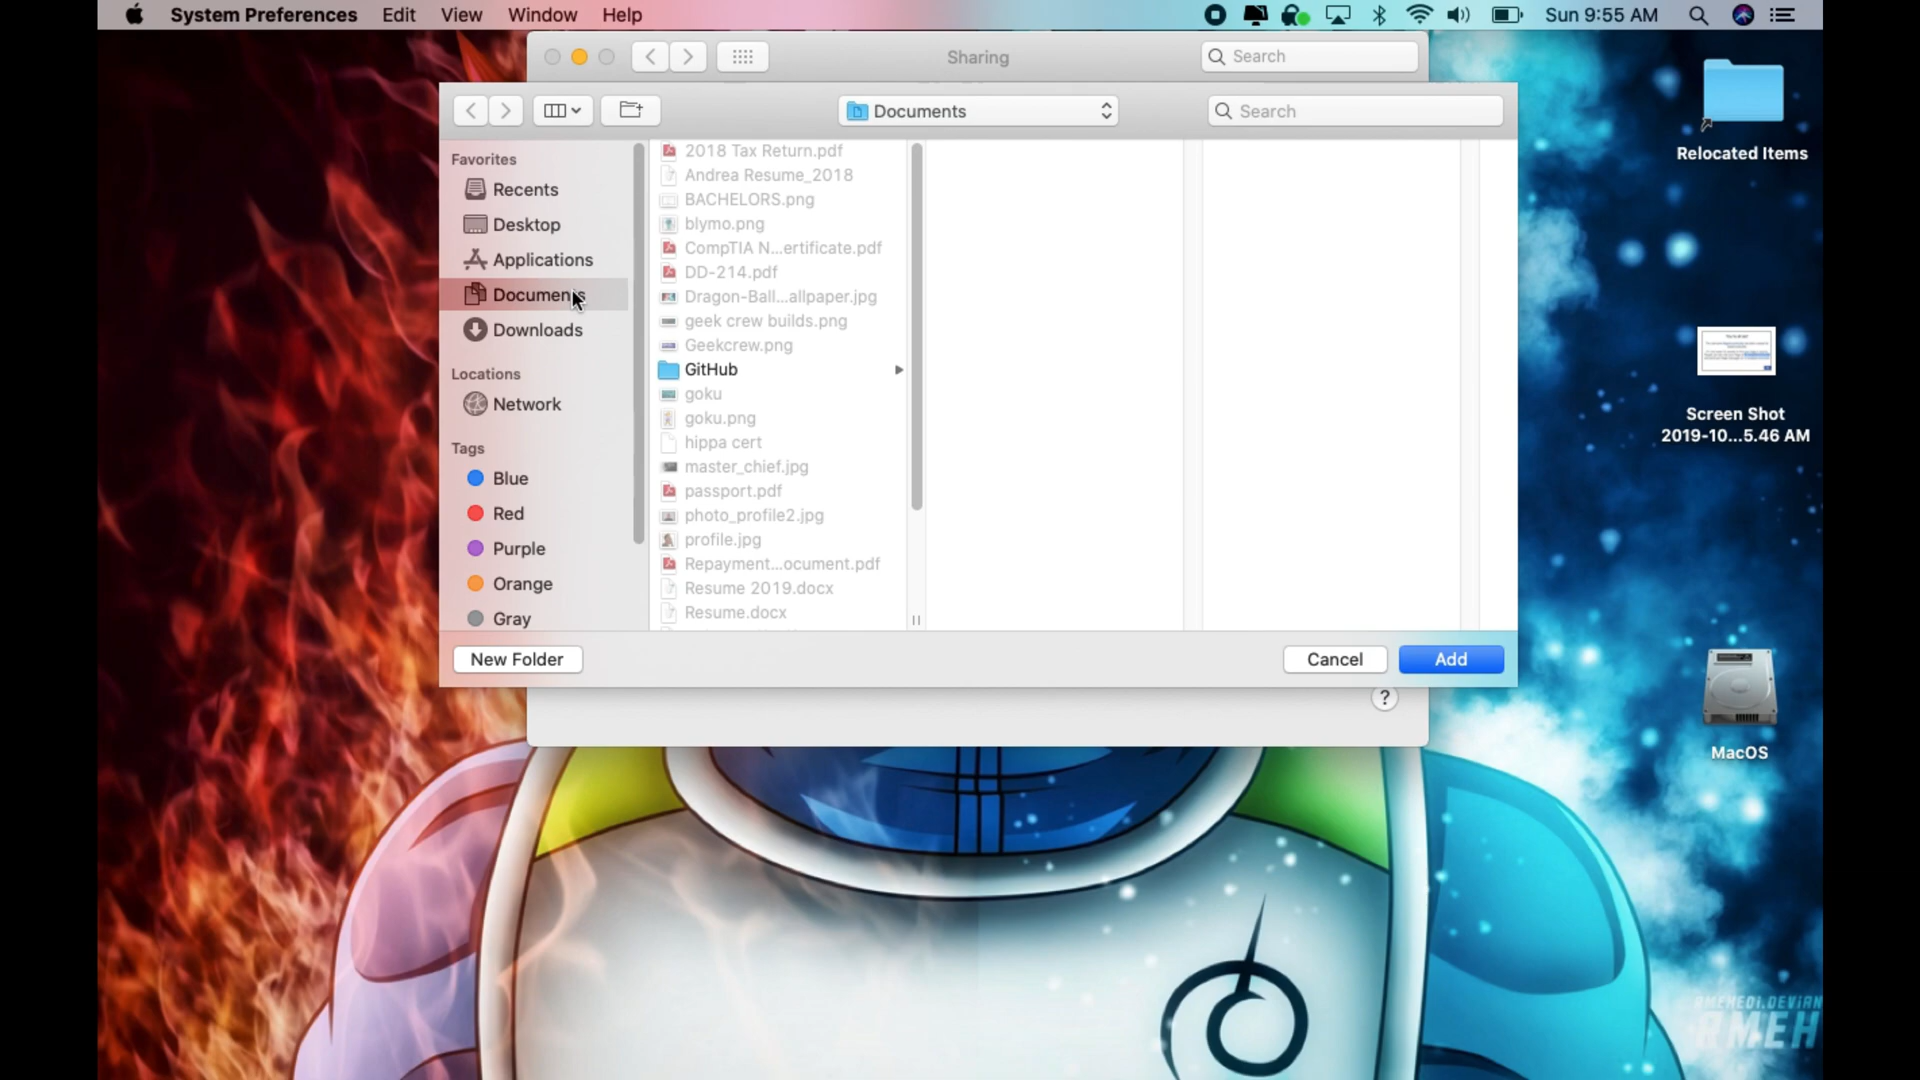 System Preferences Edit View Window Help
Sun 9:55 AM
Sharing
Search
Documents
Search
Favorites
Recents
Desktop
Applications
Documents
Downloads
Locations
Network
Tags
Blue
Red
Purple
Orange
Gray
2018 Tax Return.pdf
Andrea Resume_2018
BACHELORS.png
blymo.png
CompTIA N...ertificate.pdf
DD-214.pdf
Dragon-Ball...allpaper.jpg
geek crew builds.png
Geekcrew.png
GitHub
goku
goku.png
hippa cert
master_chief.jpg
passport.pdf
photo_profile2.jpg
profile.jpg
Repayment...ocument.pdf
Resume 2019.docx
Resume.docx
New Folder
Cancel
Add
?
Relocated Items
Screen Shot
2019-10...5.46 AM
MacOS
RMEHEDI.DEVIAN
RMEH